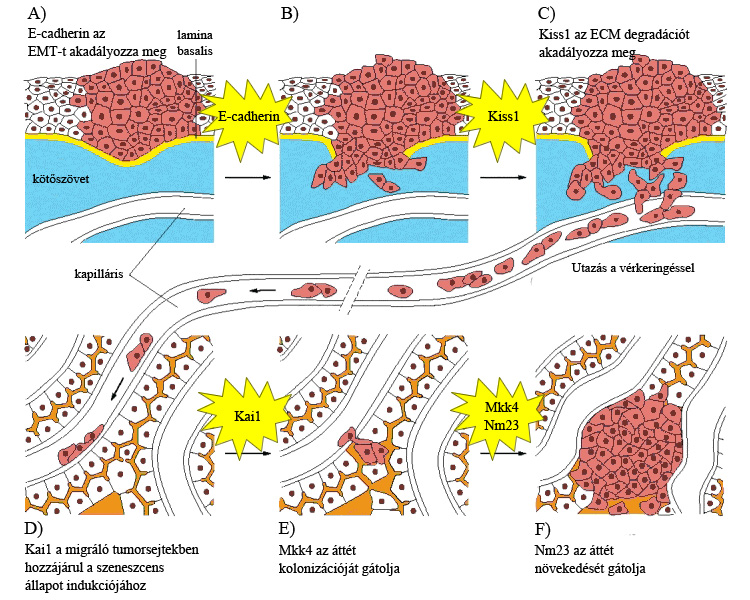 A)
E-cadherin az
EMT-t akadályozza meg
lamina
basalis
B)
C)
Kiss1 az ECM degradációt
akadályozza meg
E-cadherin
Kiss1
kötőszövet
kapilláris
Utazás a vérkeringéssel
Kai1
Mkk4
Nm23
D)
Kai1 a migráló tumorsejtekben
hozzájárul a szeneszcens
állapot indukciójához
E)
Mkk4 az áttét
kolonizációját gátolja
F)
Nm23 az áttét
növekedését gátolja